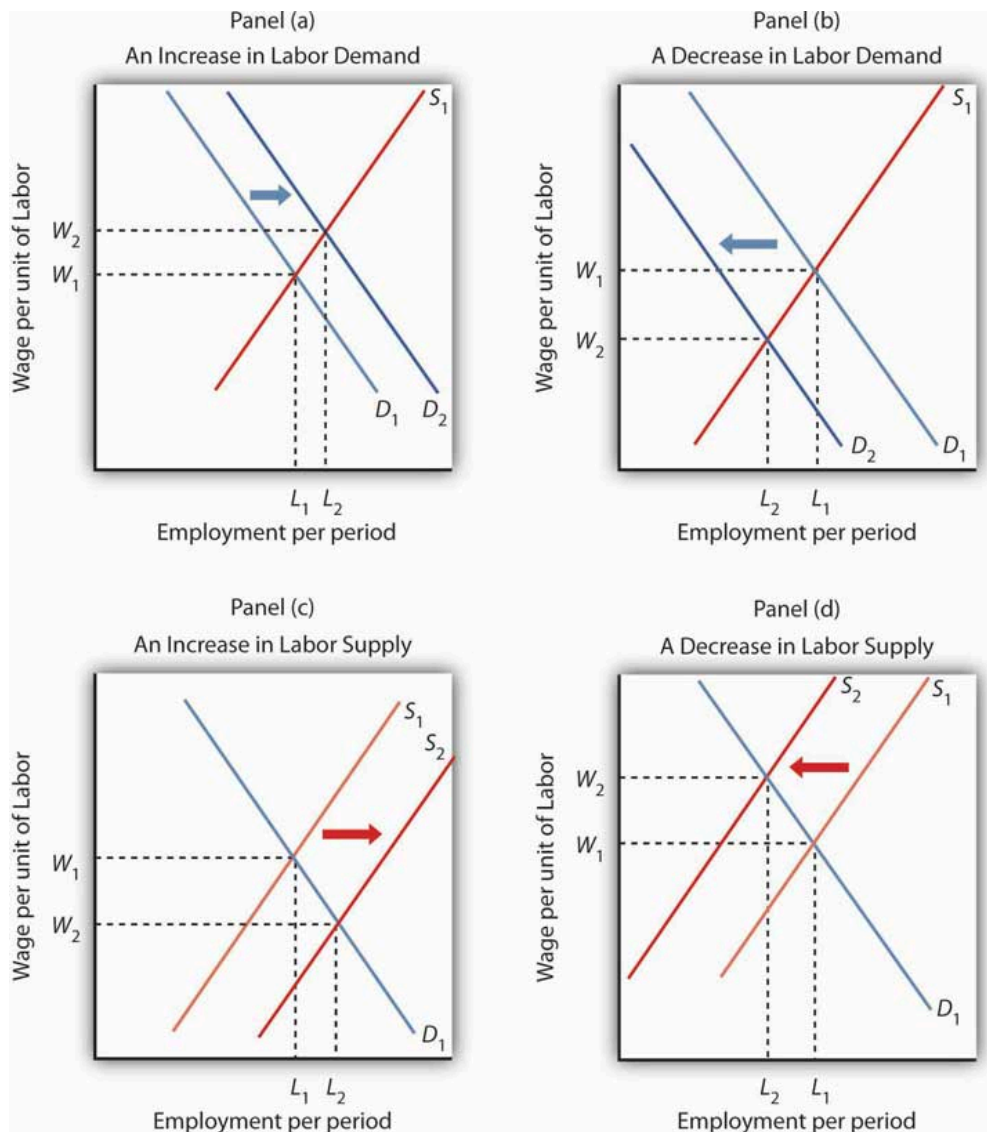 Panel (a)
An Increase in Labor Demand
Wage per unit of Labor
W₂
W₁
S₁
D₁
D₂
L₁
L₂
Employment per period
Panel (b)
A Decrease in Labor Demand
Wage per unit of Labor
W₁
W₂
S₁
D₂
D₁
L₂
L₁
Employment per period
Panel (c)
An Increase in Labor Supply
Wage per unit of Labor
W₁
W₂
S₁
S₂
D₁
L₁
L₂
Employment per period
Panel (d)
A Decrease in Labor Supply
Wage per unit of Labor
W₂
W₁
S₂
S₁
D₁
L₂
L₁
Employment per period